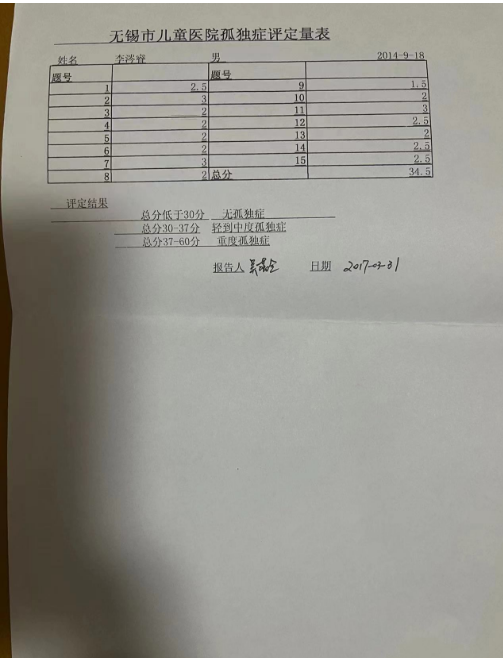 无锡市儿童医院孤独症评定量表
姓名 李涔睿 男 2014-9-18
题号 题号
1 2.5 9 1.5
2 3 10 2
3 2 11 3
4 2 12 2.5
5 2 13 2
6 2 14 2.5
7 3 15 2.5
8 2 总分 34.5
评定结果
总分低于30分 无孤独症
总分30-37分 轻到中度孤独症
总分37-60分 重度孤独症
报告人 日期 2017-03-31